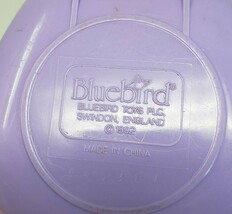 Bluebird®
BLUEBIRD TOYS P.L.C.
SWINDON, ENGLAND
© 1992
MADE IN CHINA